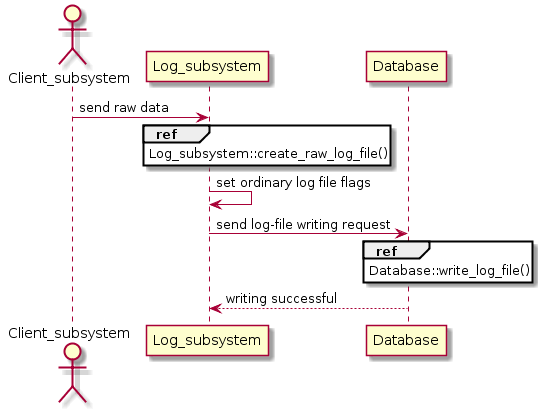 Client_subsystem
Log_subsystem
Database
send raw data
ref
Log_subsystem::create_raw_log_file()
set ordinary log file flags
send log-file writing request
ref
Database::write_log_file()
writing successful
Client_subsystem
Log_subsystem
Database